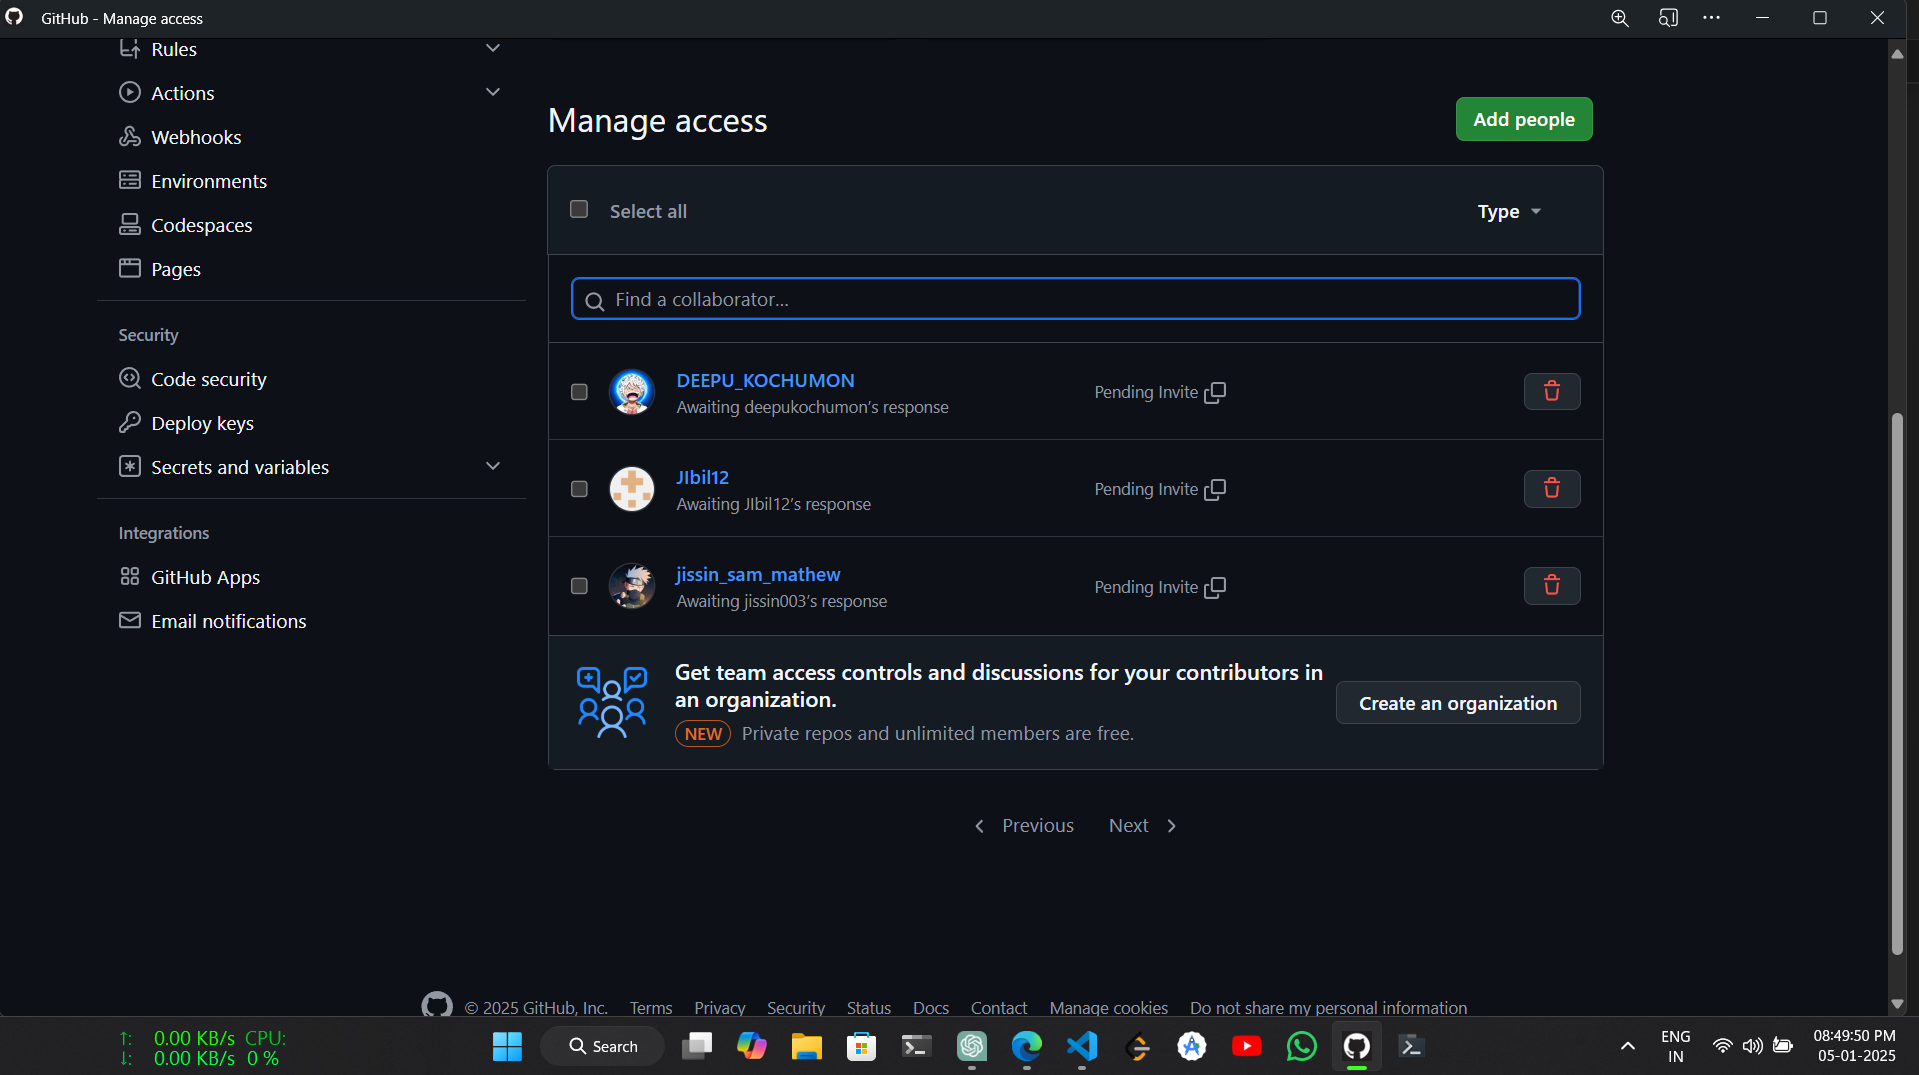 GitHub - Manage access
Rules
Actions
Webhooks
Environments
Codespaces
Pages
Security
Code security
Deploy keys
Secrets and variables
Integrations
GitHub Apps
Email notifications
Manage access
Add people
Select all
Type
Find a collaborator...
DEEPU_KOCHUMON
Awaiting deepukochumon’s response
Pending Invite
JIbil12
Awaiting JIbil12’s response
Pending Invite
jissin_sam_mathew
Awaiting jissin003’s response
Pending Invite
Get team access controls and discussions for your contributors in
an organization.
NEW Private repos and unlimited members are free.
Create an organization
Previous Next
© 2025 GitHub, Inc. Terms Privacy Security Status Docs Contact Manage cookies Do not share my personal information
↑: 0.00 KB/s CPU:
↓: 0.00 KB/s 0 %
Search
ENG
IN
08:49:50 PM
05-01-2025